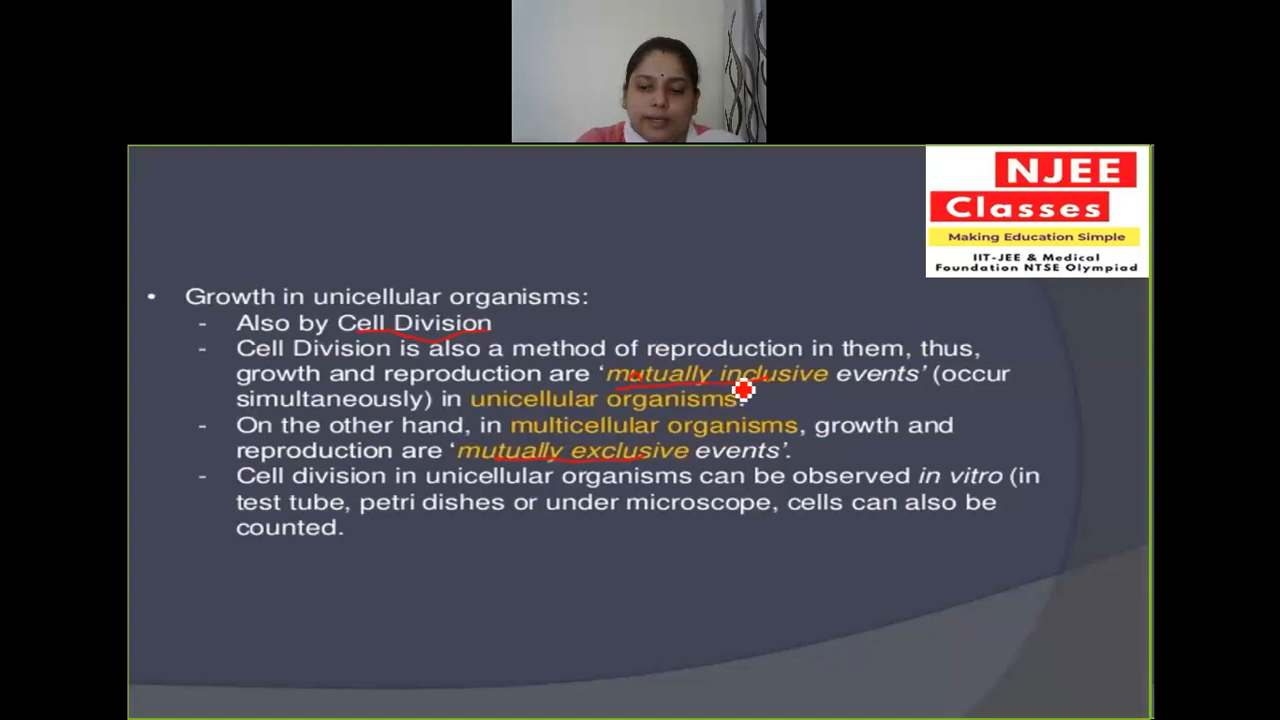 NJEE
Classes
Making Education Simple
IIT-JEE & Medical
Foundation NTSE Olympiad
• Growth in unicellular organisms:
- Also by Cell Division
- Cell Division is also a method of reproduction in them, thus,
growth and reproduction are ‘mutually inclusive events’ (occur
simultaneously) in unicellular organisms.
- On the other hand, in multicellular organisms, growth and
reproduction are ‘mutually exclusive events’.
- Cell division in unicellular organisms can be observed in vitro (in
test tube, petri dishes or under microscope, cells can also be
counted.